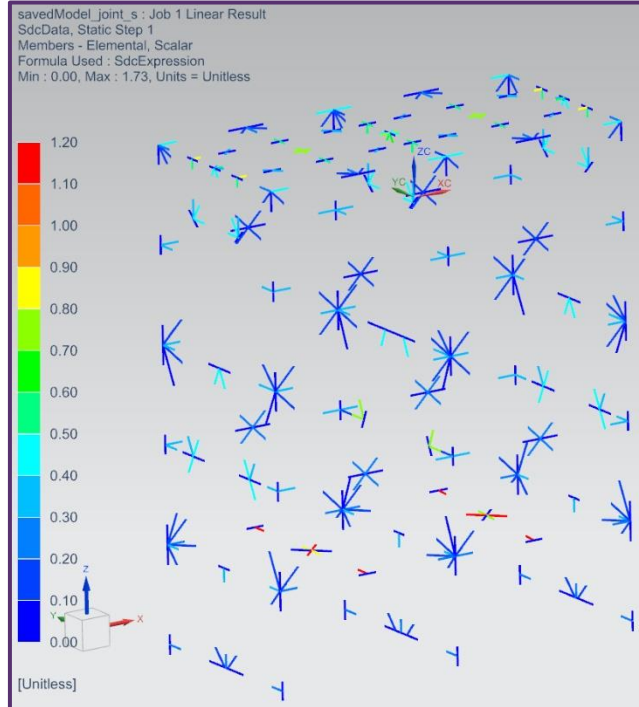 savedModel_joint_s : Job 1 Linear Result
SdcData, Static Step 1
Members - Elemental, Scalar
Formula Used : SdcExpression
Min : 0.00, Max : 1.73, Units = Unitless
1.20
1.10
1.00
0.90
0.80
0.70
0.60
0.50
0.40
0.30
0.20
0.10
0.00
[Unitless]
ZC
YC
XC
Z
Y
X